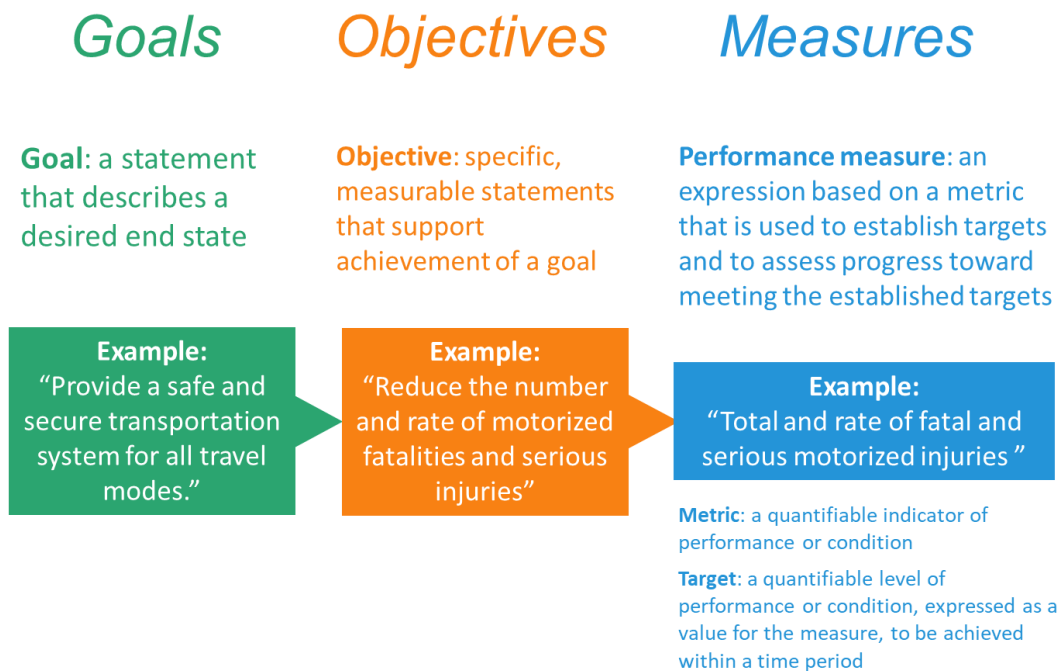 Goals
Objectives
Measures
Goal: a statement
that describes a
desired end state
Objective: specific,
measurable statements
that support
achievement of a goal
Performance measure: an
expression based on a metric
that is used to establish targets
and to assess progress toward
meeting the established targets
Example:
“Provide a safe and
secure transportation
system for all travel
modes.”
Example:
“Reduce the number
and rate of motorized
fatalities and serious
injuries”
Example:
“Total and rate of fatal and
serious motorized injuries ”
Metric: a quantifiable indicator of
performance or condition
Target: a quantifiable level of
performance or condition, expressed as a
value for the measure, to be achieved
within a time period